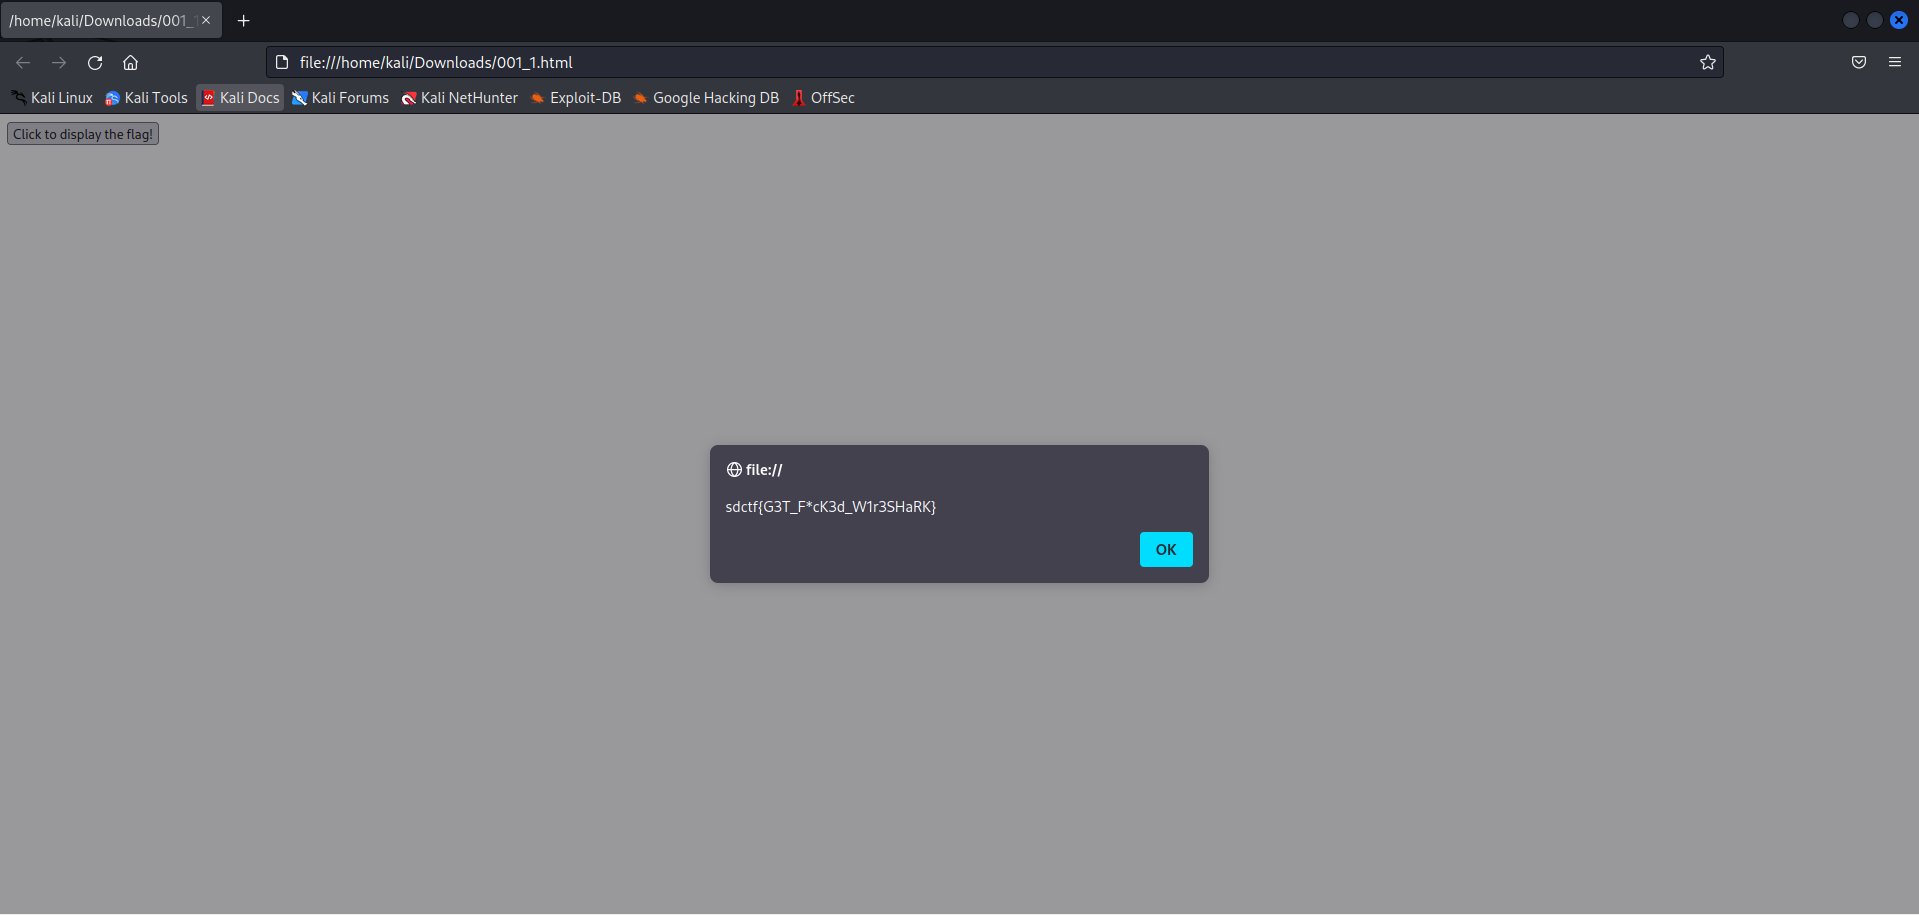 /home/kali/Downloads/001_1
file:///home/kali/Downloads/001_1.html
Kali Linux Kali Tools Kali Docs Kali Forums Kali NetHunter Exploit-DB Google Hacking DB OffSec
Click to display the flag!
file://
sdctf{G3T_F*cK3d_W1r3SHaRK}
OK